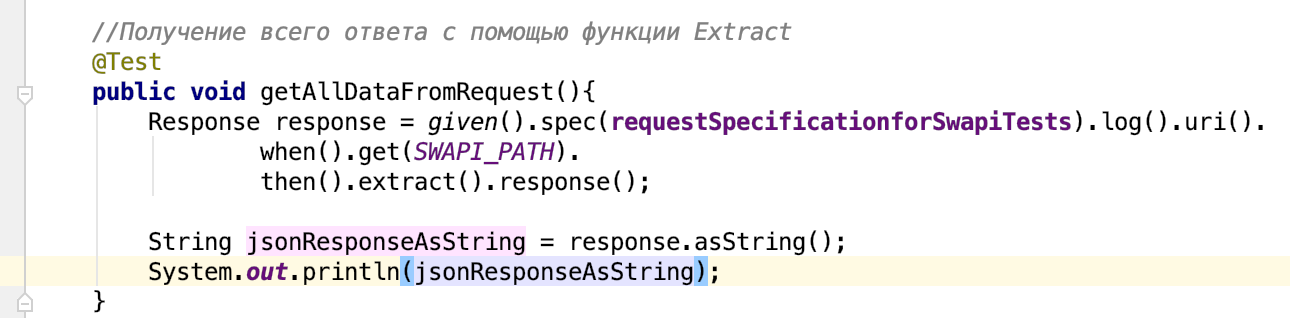 //Получение всего ответа с помощью функции Extract
@Test
public void getAllDataFromRequest(){
Response response = given().spec(requestSpecificationforSwapiTests).log().uri().
when().get(SWAPI_PATH).
then().extract().response();
String jsonResponseAsString = response.asString();
System.out.println(jsonResponseAsString);
}